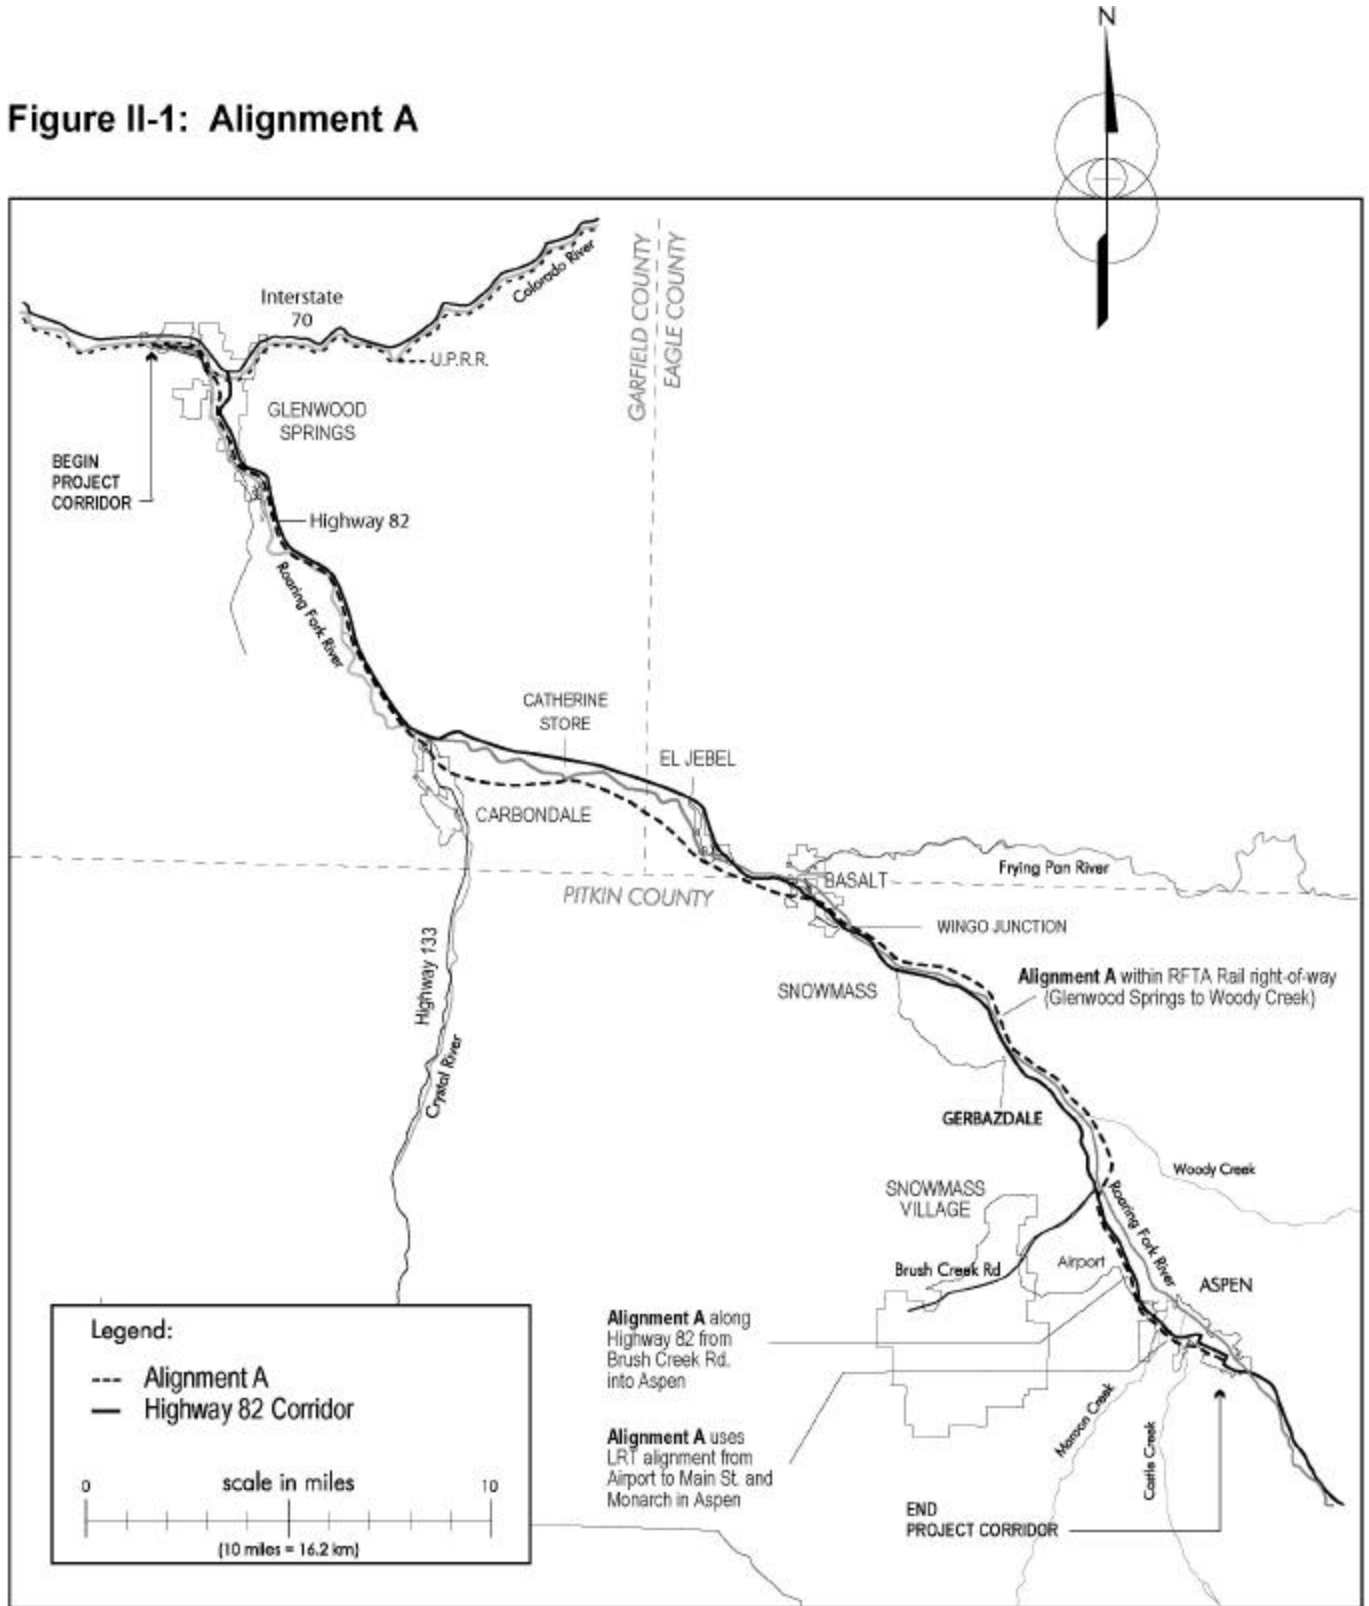 N
Figure II-1: Alignment A
Colorado River
Interstate
70
U.P.R.R.
GARFIELD COUNTY
EAGLE COUNTY
GLENWOOD
SPRINGS
BEGIN
PROJECT
CORRIDOR
Highway 82
Roaring Fork River
CATHERINE
STORE
EL JEBEL
CARBONDALE
Frying Pan River
BASALT
PITKIN COUNTY
WINGO JUNCTION
Highway 133
SNOWMASS
Alignment A within RFTA Rail right-of-way
(Glenwood Springs to Woody Creek)
Crystal River
GERBAZDALE
Woody Creek
SNOWMASS
VILLAGE
Roaring Fork River
Brush Creek Rd
Airport
ASPEN
Alignment A along
Highway 82 from
Brush Creek Rd.
into Aspen
Alignment A uses
LRT alignment from
Airport to Main St. and
Monarch in Aspen
Maroon Creek
Castle Creek
END
PROJECT CORRIDOR
Legend:
Alignment A
Highway 82 Corridor
0
scale in miles
10
(10 miles = 16.2 km)